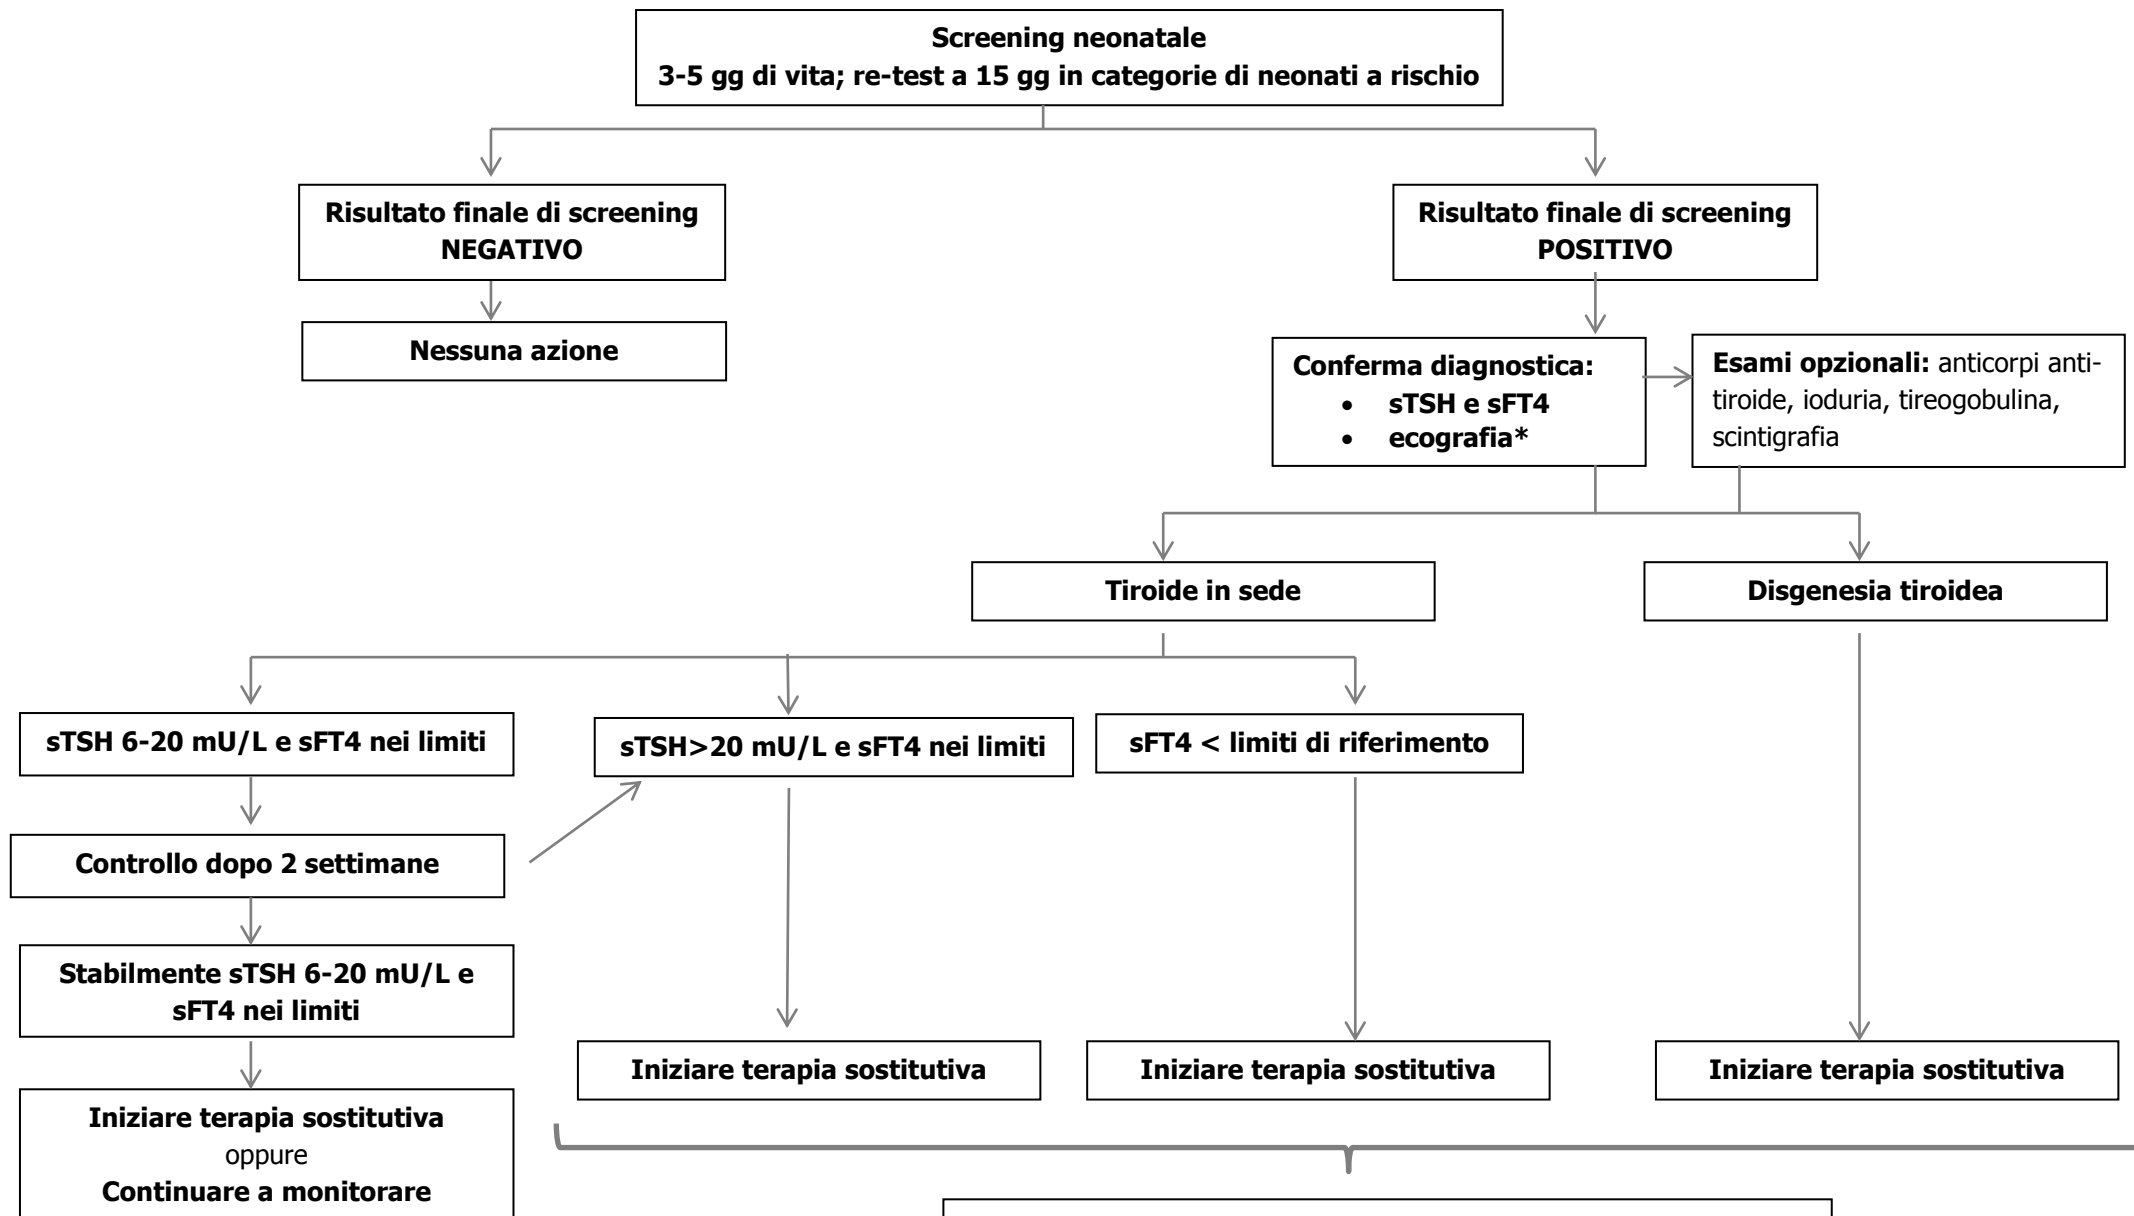 Screening neonatale
3-5 gg di vita; re-test a 15 gg in categorie di neonati a rischio
Risultato finale di screening
NEGATIVO
Risultato finale di screening
POSITIVO
Nessuna azione
Conferma diagnostica:
• sTSH e sFT4
• ecografia*
Esami opzionali: anticorpi anti-
tiroide, ioduria, tireogobulina,
scintigrafia
Tiroide in sede
Disgenesia tiroidea
sTSH 6-20 mU/L e sFT4 nei limiti
sTSH>20 mU/L e sFT4 nei limiti
sFT4 < limiti di riferimento
Controllo dopo 2 settimane
Stabilmente sTSH 6-20 mU/L e
sFT4 nei limiti
Iniziare terapia sostitutiva
Iniziare terapia sostitutiva
Iniziare terapia sostitutiva
Iniziare terapia sostitutiva
oppure
Continuare a monitorare